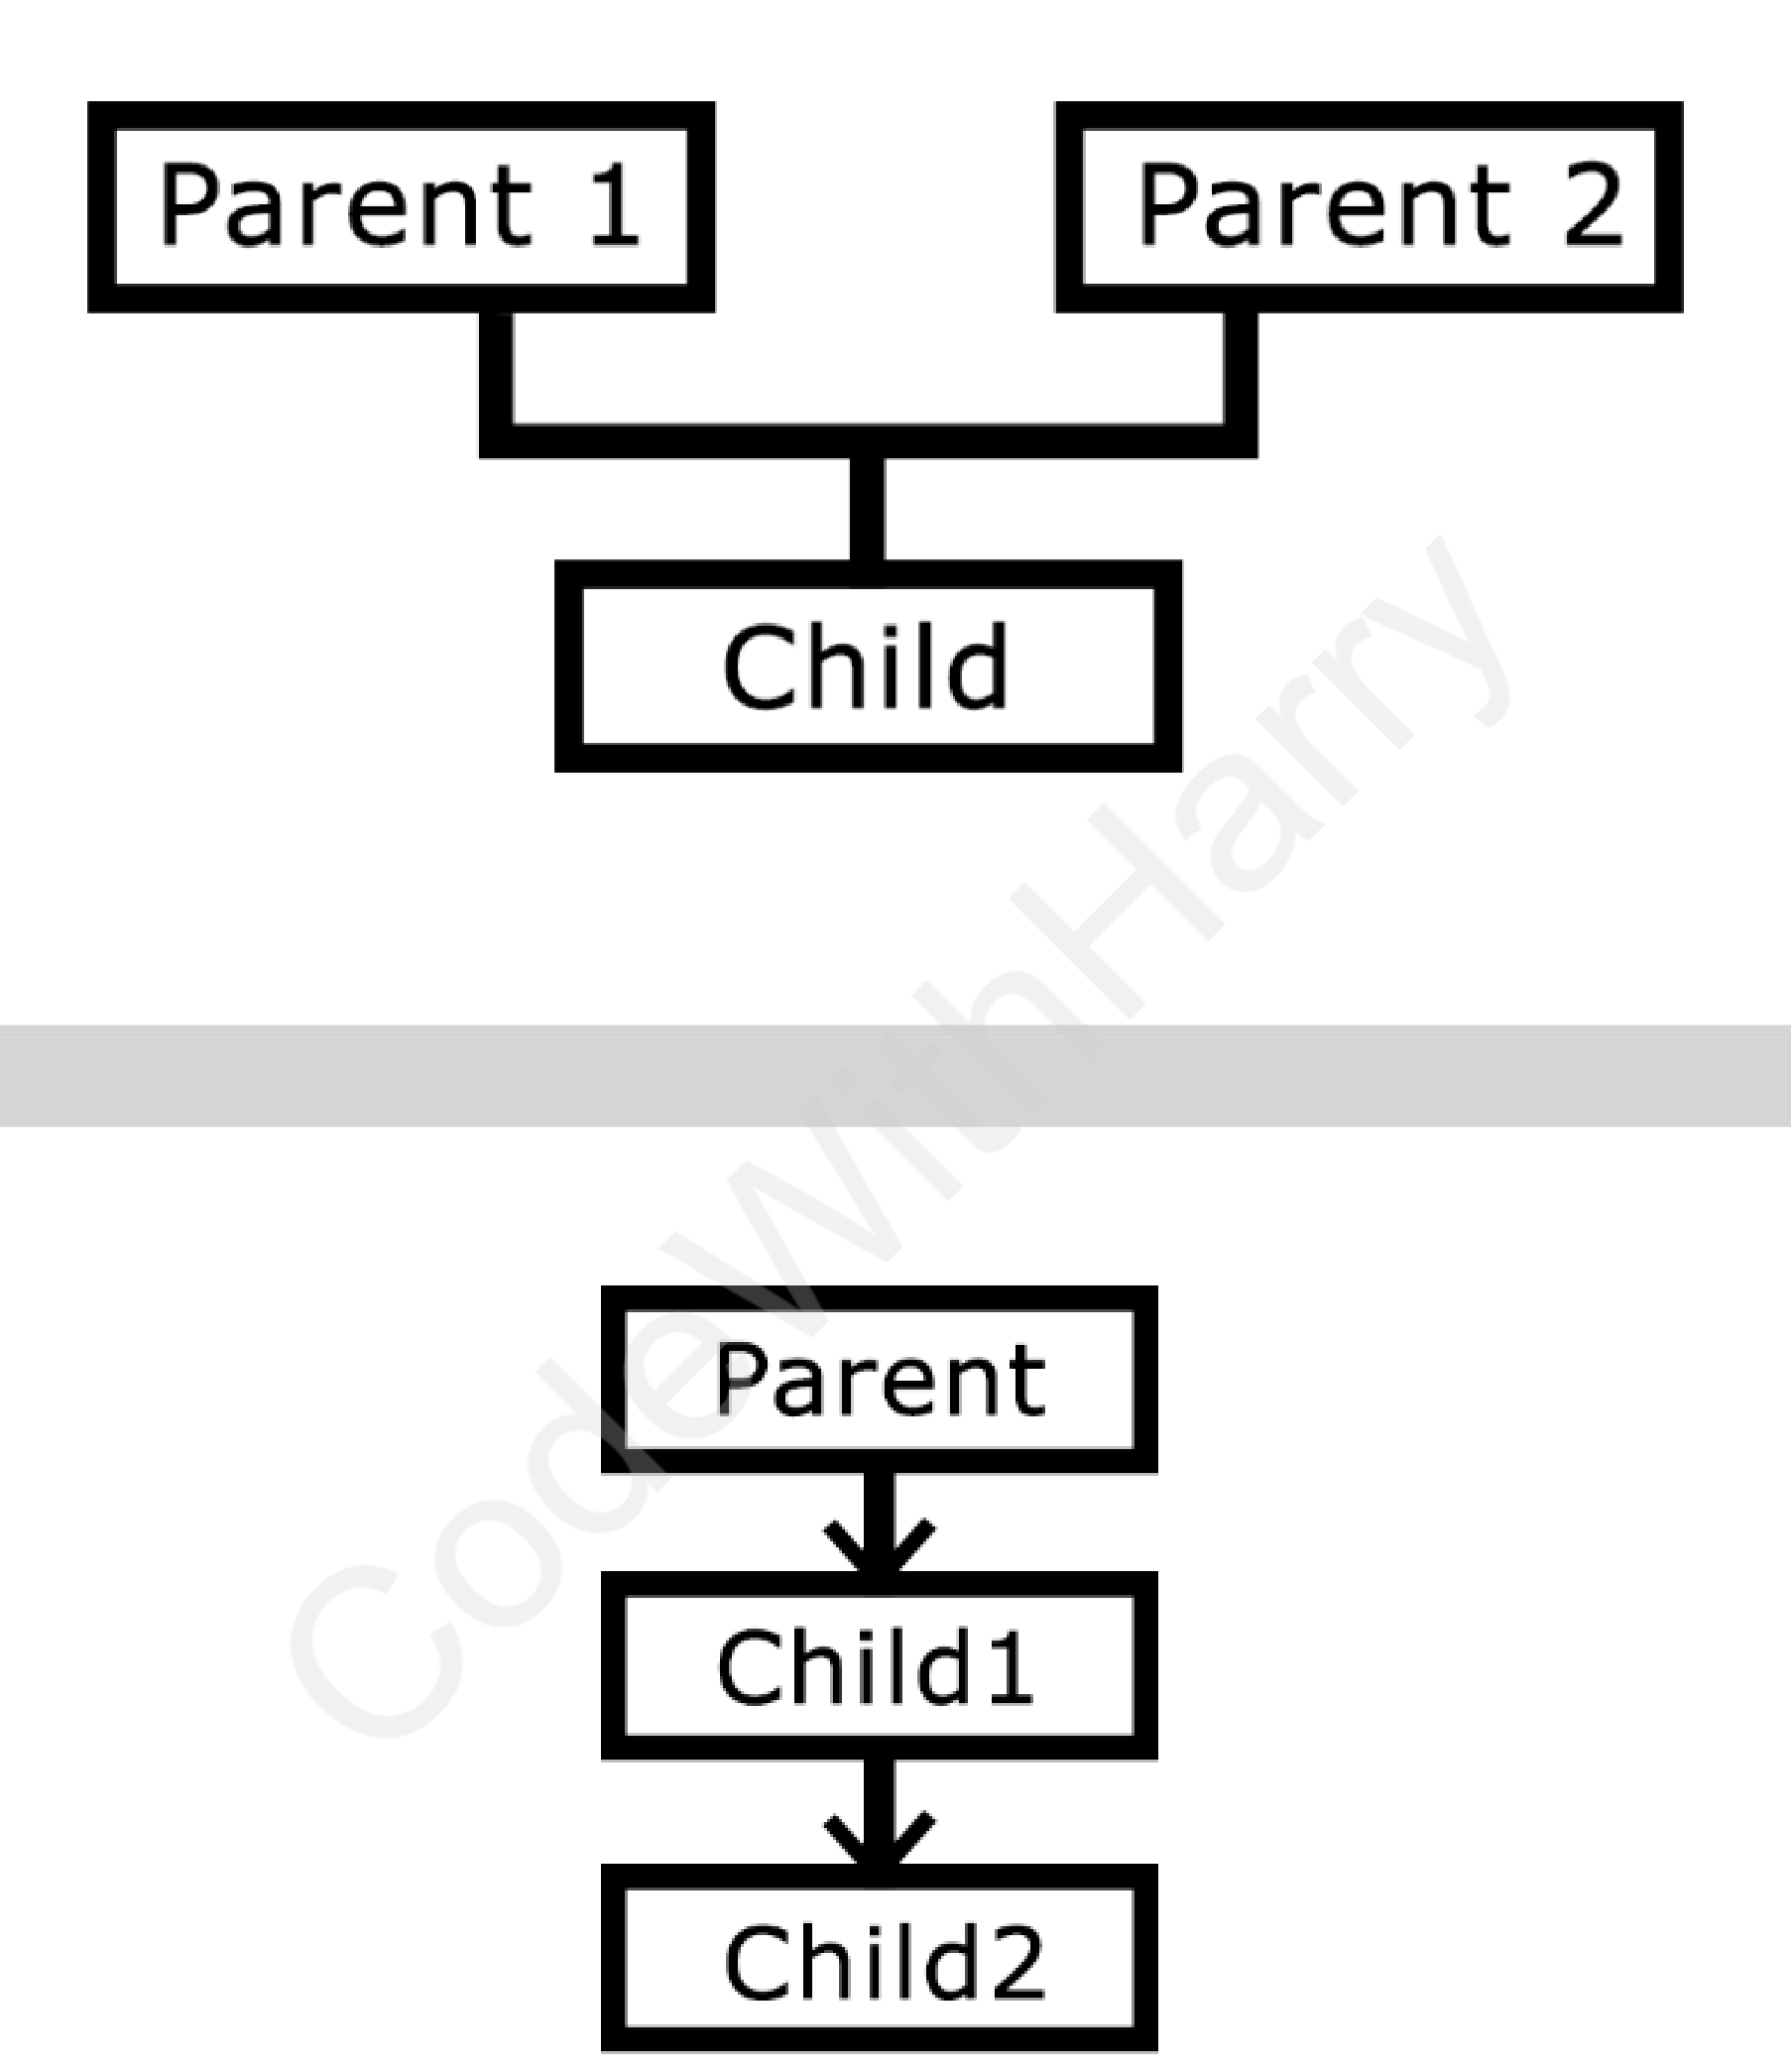 Parent 1
Parent 2
Child
CodeWithHarry
Parent
Child1
Child2